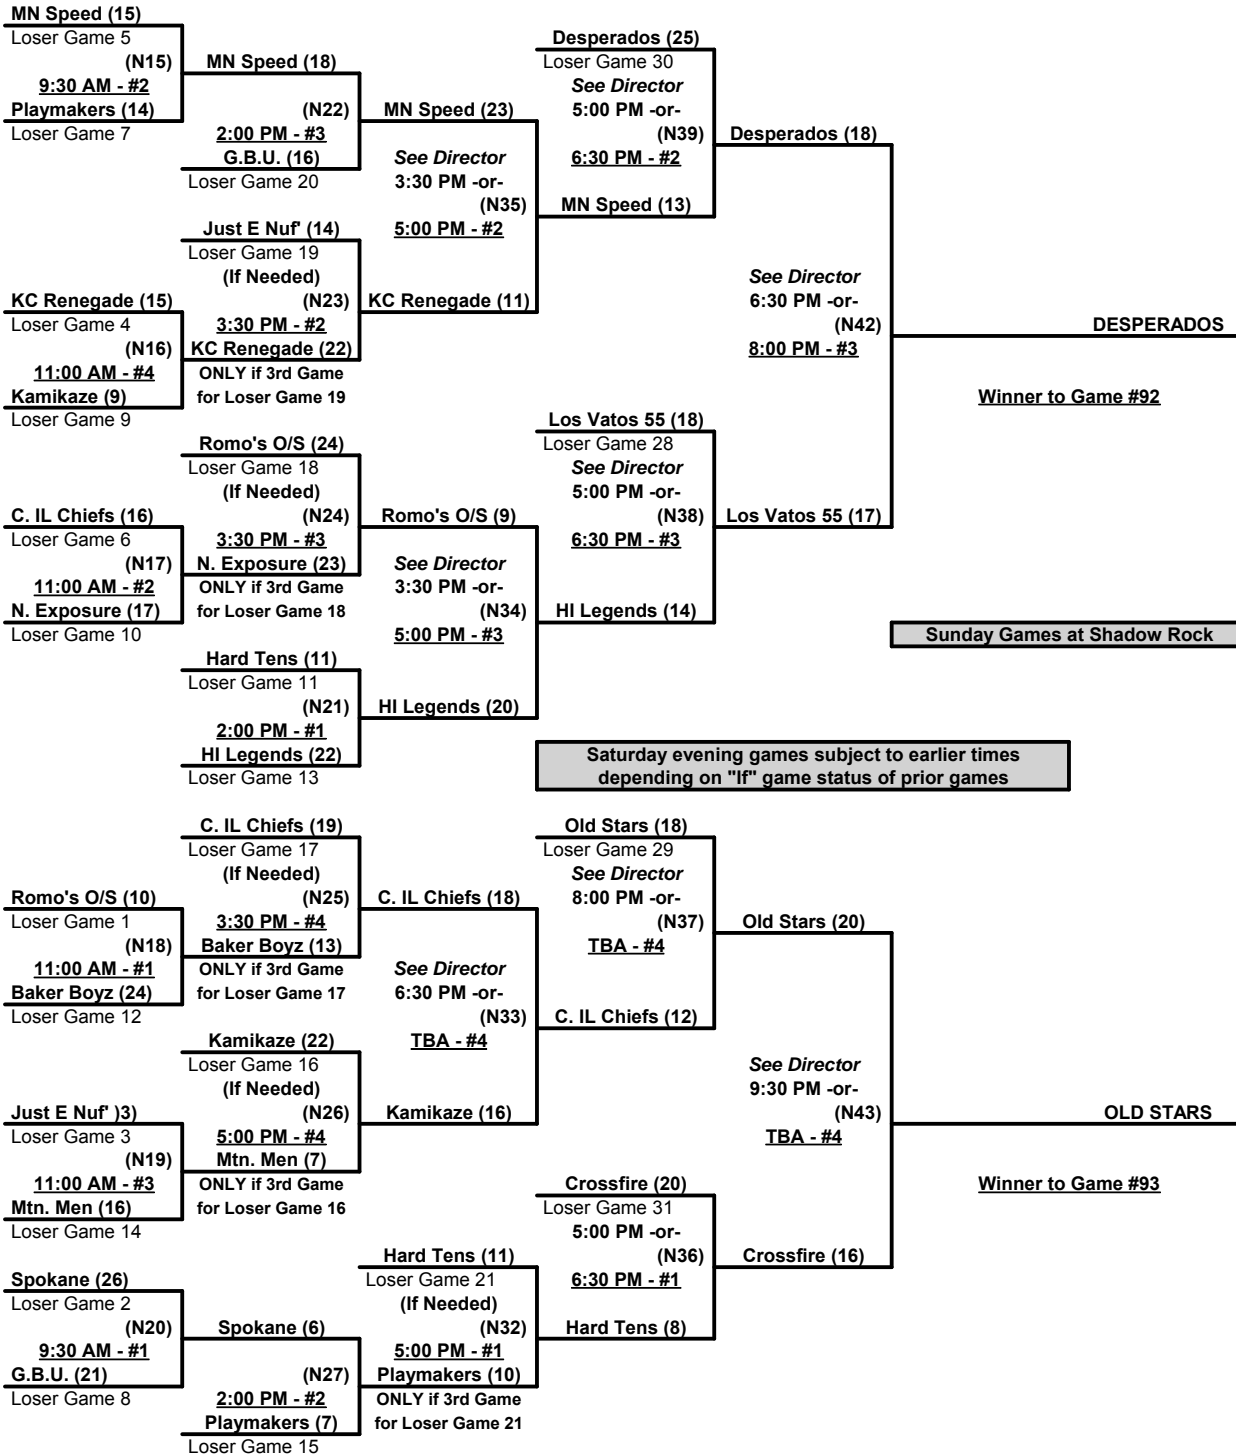 MN Speed (15)
Loser Game 5
(N15)
9:30 AM - #2
Playmakers (14)
Loser Game 7
MN Speed (18)
(N22)
2:00 PM - #3
G.B.U. (16)
Loser Game 20
MN Speed (23)
See Director
3:30 PM -or-
(N35)
5:00 PM - #2
Just E Nuf' (14)
Loser Game 19
(If Needed)
(N23)
3:30 PM - #2
KC Renegade (22)
ONLY if 3rd Game
for Loser Game 19
KC Renegade (15)
Loser Game 4
(N16)
11:00 AM - #4
Kamikaze (9)
Loser Game 9
KC Renegade (11)
Desperados (25)
Loser Game 30
See Director
5:00 PM -or-
(N39)
6:30 PM - #2
MN Speed (13)
Desperados (18)
See Director
6:30 PM -or-
(N42)
8:00 PM - #3
DESPERADOS
Winner to Game #92
Romo's O/S (24)
Loser Game 18
(If Needed)
(N24)
3:30 PM - #3
N. Exposure (23)
ONLY if 3rd Game
for Loser Game 18
C. IL Chiefs (16)
Loser Game 6
(N17)
11:00 AM - #2
N. Exposure (17)
Loser Game 10
Romo's O/S (9)
See Director
3:30 PM -or-
(N34)
5:00 PM - #3
Hard Tens (11)
Loser Game 11
(N21)
2:00 PM - #1
HI Legends (22)
Loser Game 13
HI Legends (20)
Los Vatos 55 (18)
Loser Game 28
See Director
5:00 PM -or-
(N38)
6:30 PM - #3
HI Legends (14)
Los Vatos 55 (17)
Sunday Games at Shadow Rock
Saturday evening games subject to earlier times
depending on "If" game status of prior games
C. IL Chiefs (19)
Loser Game 17
(If Needed)
(N25)
3:30 PM - #4
Baker Boyz (13)
ONLY if 3rd Game
for Loser Game 17
Romo's O/S (10)
Loser Game 1
(N18)
11:00 AM - #1
Baker Boyz (24)
Loser Game 12
C. IL Chiefs (18)
See Director
6:30 PM -or-
(N33)
TBA - #4
Kamikaze (22)
Loser Game 16
(If Needed)
(N26)
5:00 PM - #4
Mtn. Men (7)
ONLY if 3rd Game
for Loser Game 16
Just E Nuf' )3)
Loser Game 3
(N19)
11:00 AM - #3
Mtn. Men (16)
Loser Game 14
Kamikaze (16)
Old Stars (18)
Loser Game 29
See Director
8:00 PM -or-
(N37)
TBA - #4
C. IL Chiefs (12)
Old Stars (20)
See Director
9:30 PM -or-
(N43)
TBA - #4
OLD STARS
Winner to Game #93
Crossfire (20)
Loser Game 31
5:00 PM -or-
(N36)
6:30 PM - #1
Crossfire (16)
Hard Tens (11)
Loser Game 21
(If Needed)
(N32)
5:00 PM - #1
Playmakers (10)
ONLY if 3rd Game
for Loser Game 21
Hard Tens (8)
Spokane (26)
Loser Game 2
(N20)
9:30 AM - #1
G.B.U. (21)
Loser Game 8
Spokane (6)
(N27)
2:00 PM - #2
Playmakers (7)
Loser Game 15